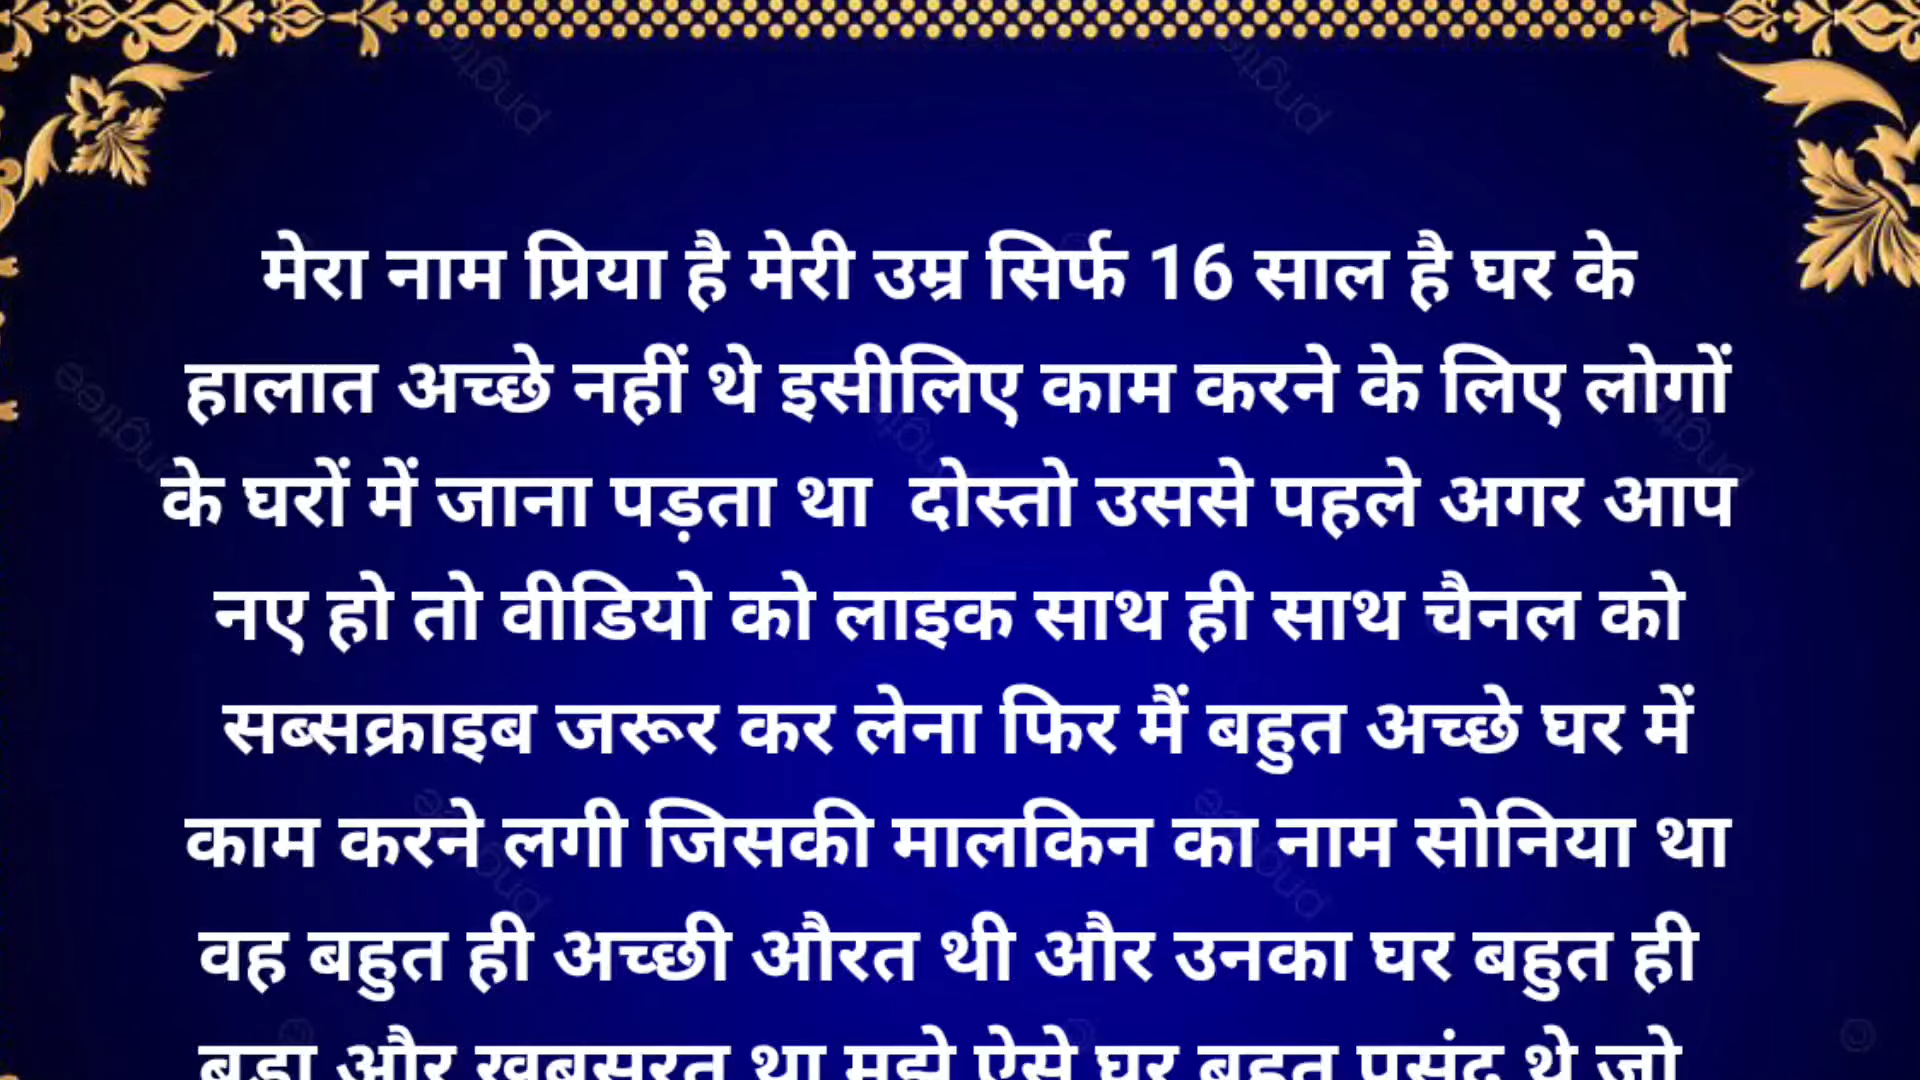 मेरा नाम प्रिया है मेरी उम्र सिर्फ 16 साल है घर के
हालात अच्छे नहीं थे इसीलिए काम करने के लिए लोगों
के घरों में जाना पड़ता था दोस्तो उससे पहले अगर आप
नए हो तो वीडियो को लाइक साथ ही साथ चैनल को
सब्सक्राइब जरूर कर लेना फिर मैं बहुत अच्छे घर में
काम करने लगी जिसकी मालकिन का नाम सोनिया था
वह बहुत ही अच्छी औरत थी और उनका घर बहुत ही
बड़ा और खूबसूरत था मुझे ऐसे घर बहुत पसंद थे जो